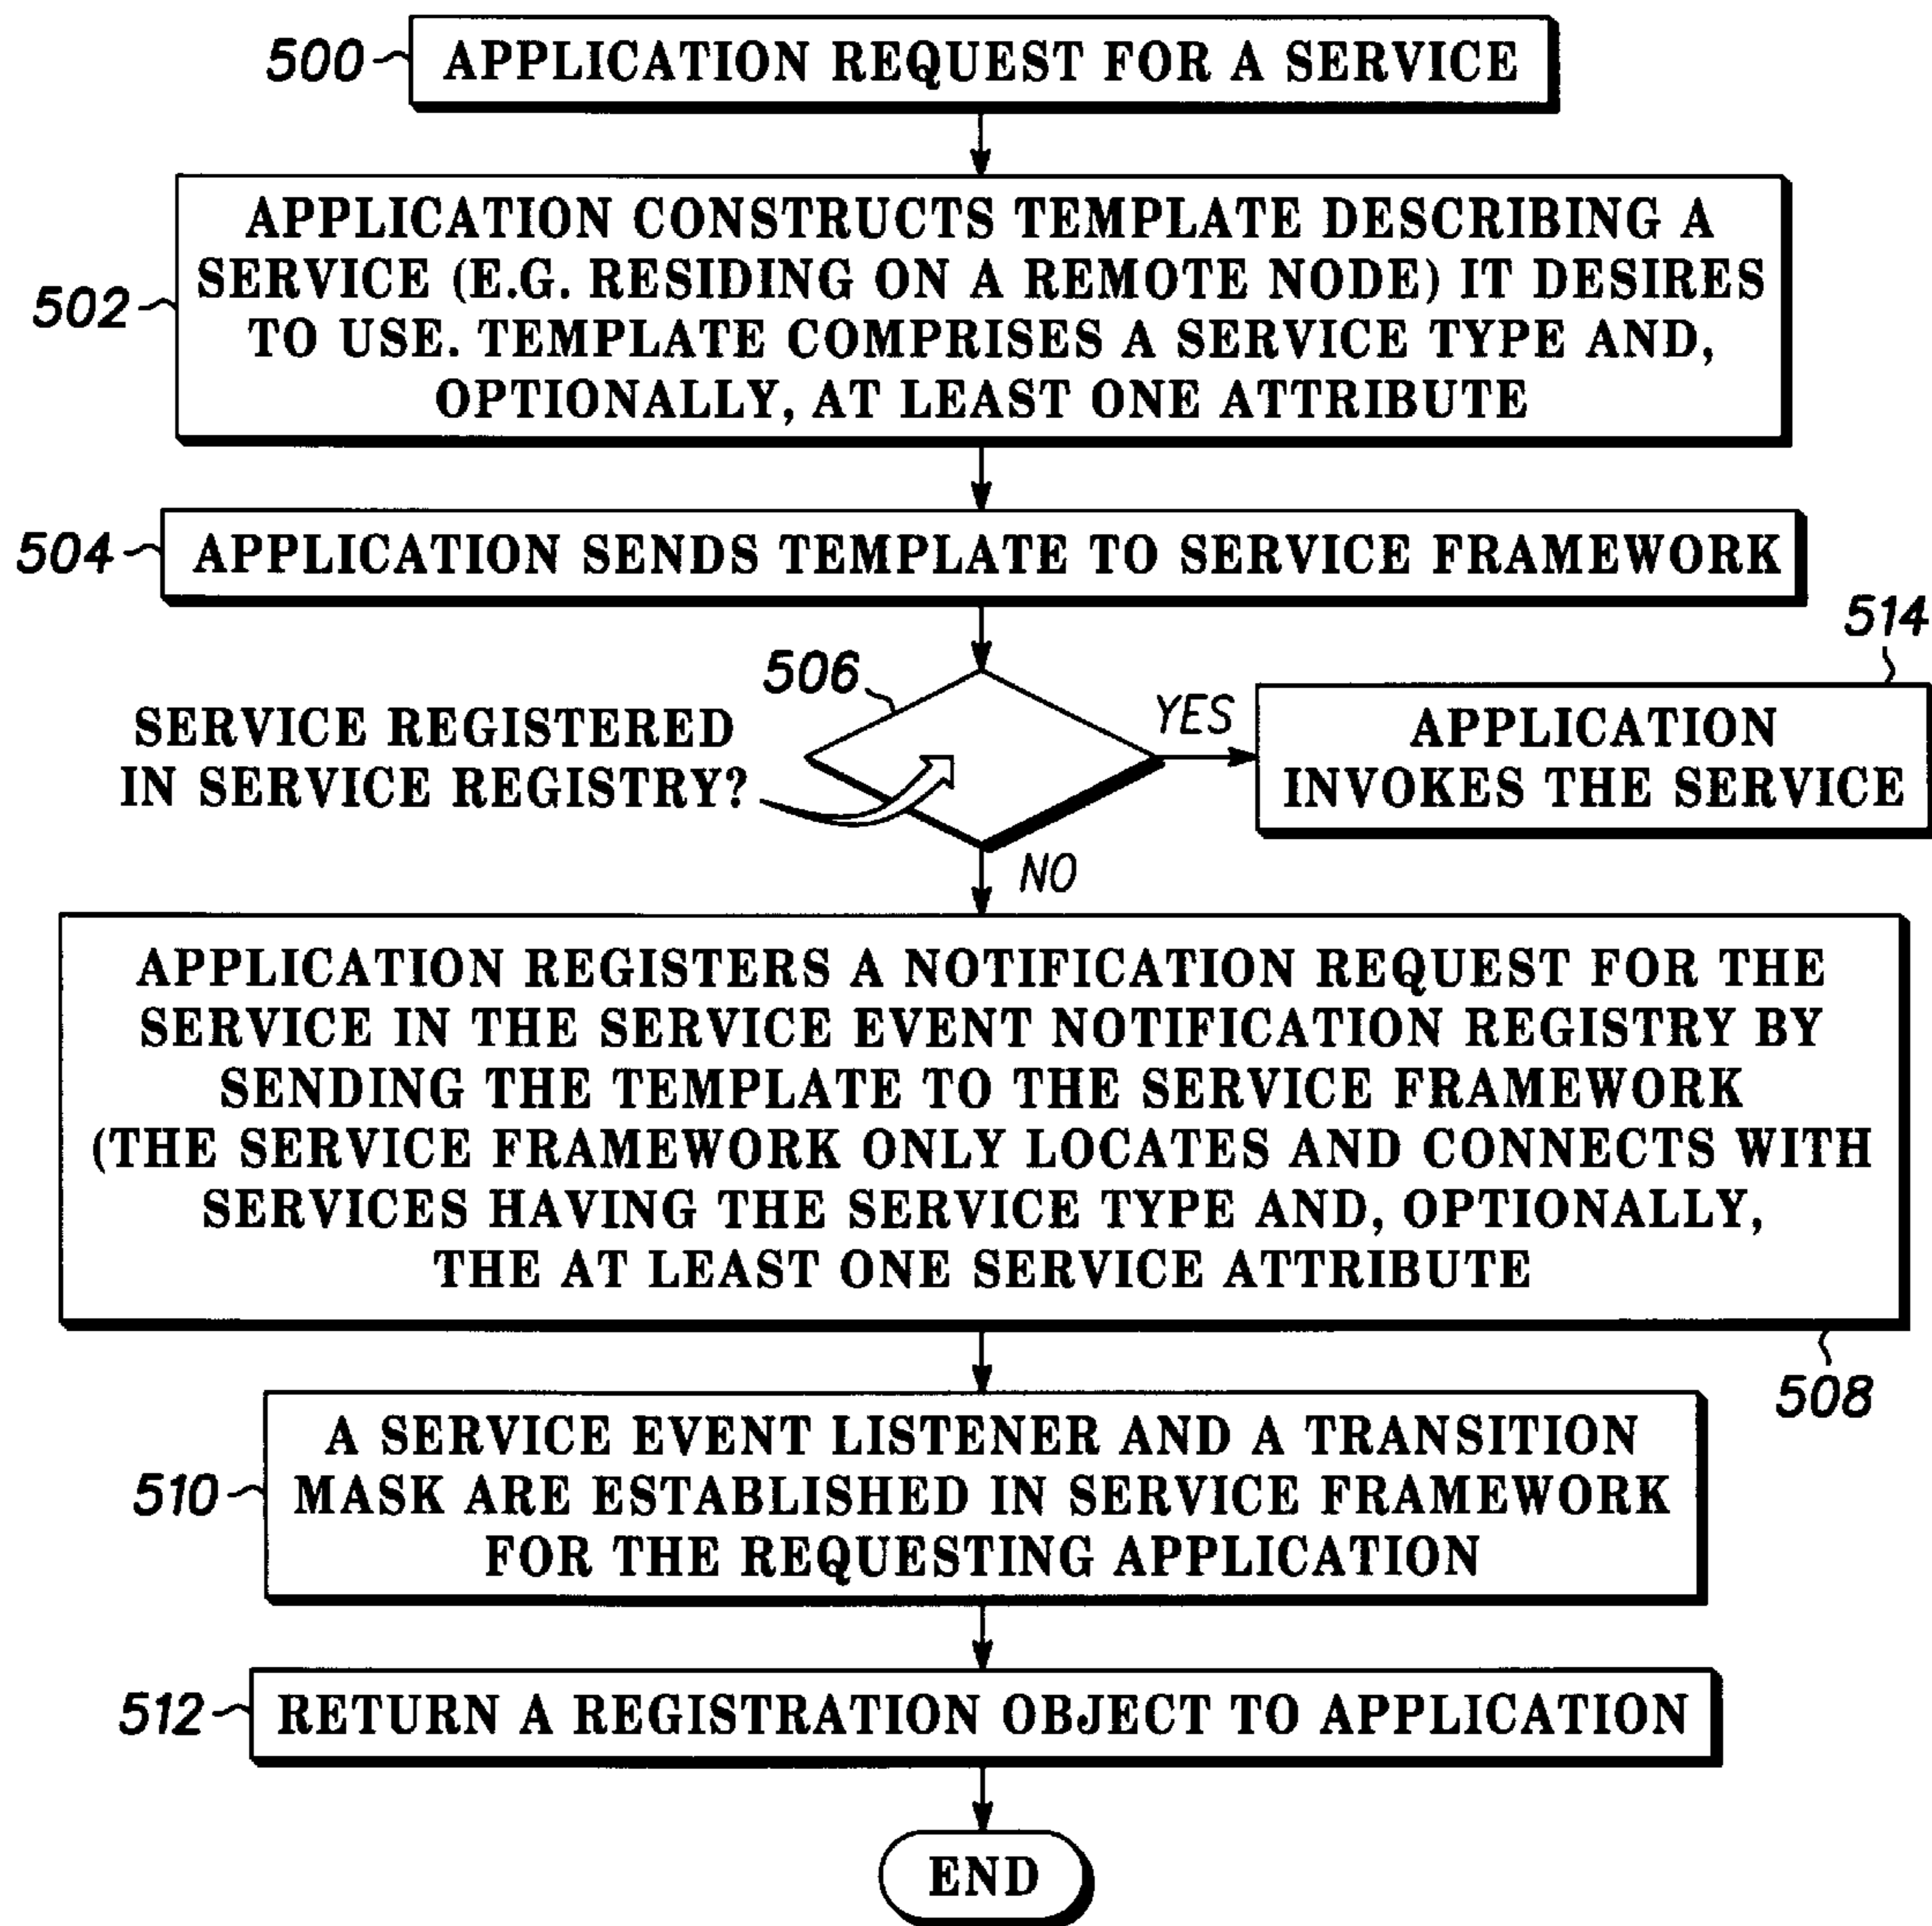 500
APPLICATION REQUEST FOR A SERVICE
502
APPLICATION CONSTRUCTS TEMPLATE DESCRIBING A
SERVICE (E.G. RESIDING ON A REMOTE NODE) IT DESIRES
TO USE. TEMPLATE COMPRISES A SERVICE TYPE AND,
OPTIONALLY, AT LEAST ONE ATTRIBUTE
504
APPLICATION SENDS TEMPLATE TO SERVICE FRAMEWORK
506
SERVICE REGISTERED
IN SERVICE REGISTRY?
YES
514
APPLICATION
INVOKES THE SERVICE
NO
APPLICATION REGISTERS A NOTIFICATION REQUEST FOR THE
SERVICE IN THE SERVICE EVENT NOTIFICATION REGISTRY BY
SENDING THE TEMPLATE TO THE SERVICE FRAMEWORK
(THE SERVICE FRAMEWORK ONLY LOCATES AND CONNECTS WITH
SERVICES HAVING THE SERVICE TYPE AND, OPTIONALLY,
THE AT LEAST ONE SERVICE ATTRIBUTE
508
510
A SERVICE EVENT LISTENER AND A TRANSITION
MASK ARE ESTABLISHED IN SERVICE FRAMEWORK
FOR THE REQUESTING APPLICATION
512
RETURN A REGISTRATION OBJECT TO APPLICATION
END